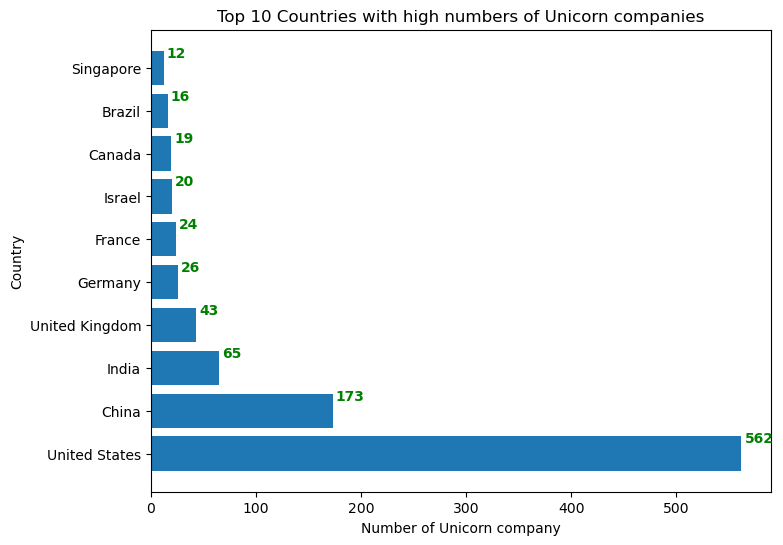 Top 10 Countries with high numbers of Unicorn companies
Country
Singapore 12
Brazil 16
Canada 19
Israel 20
France 24
Germany 26
United Kingdom 43
India 65
China 173
United States 562
0 100 200 300 400 500
Number of Unicorn company